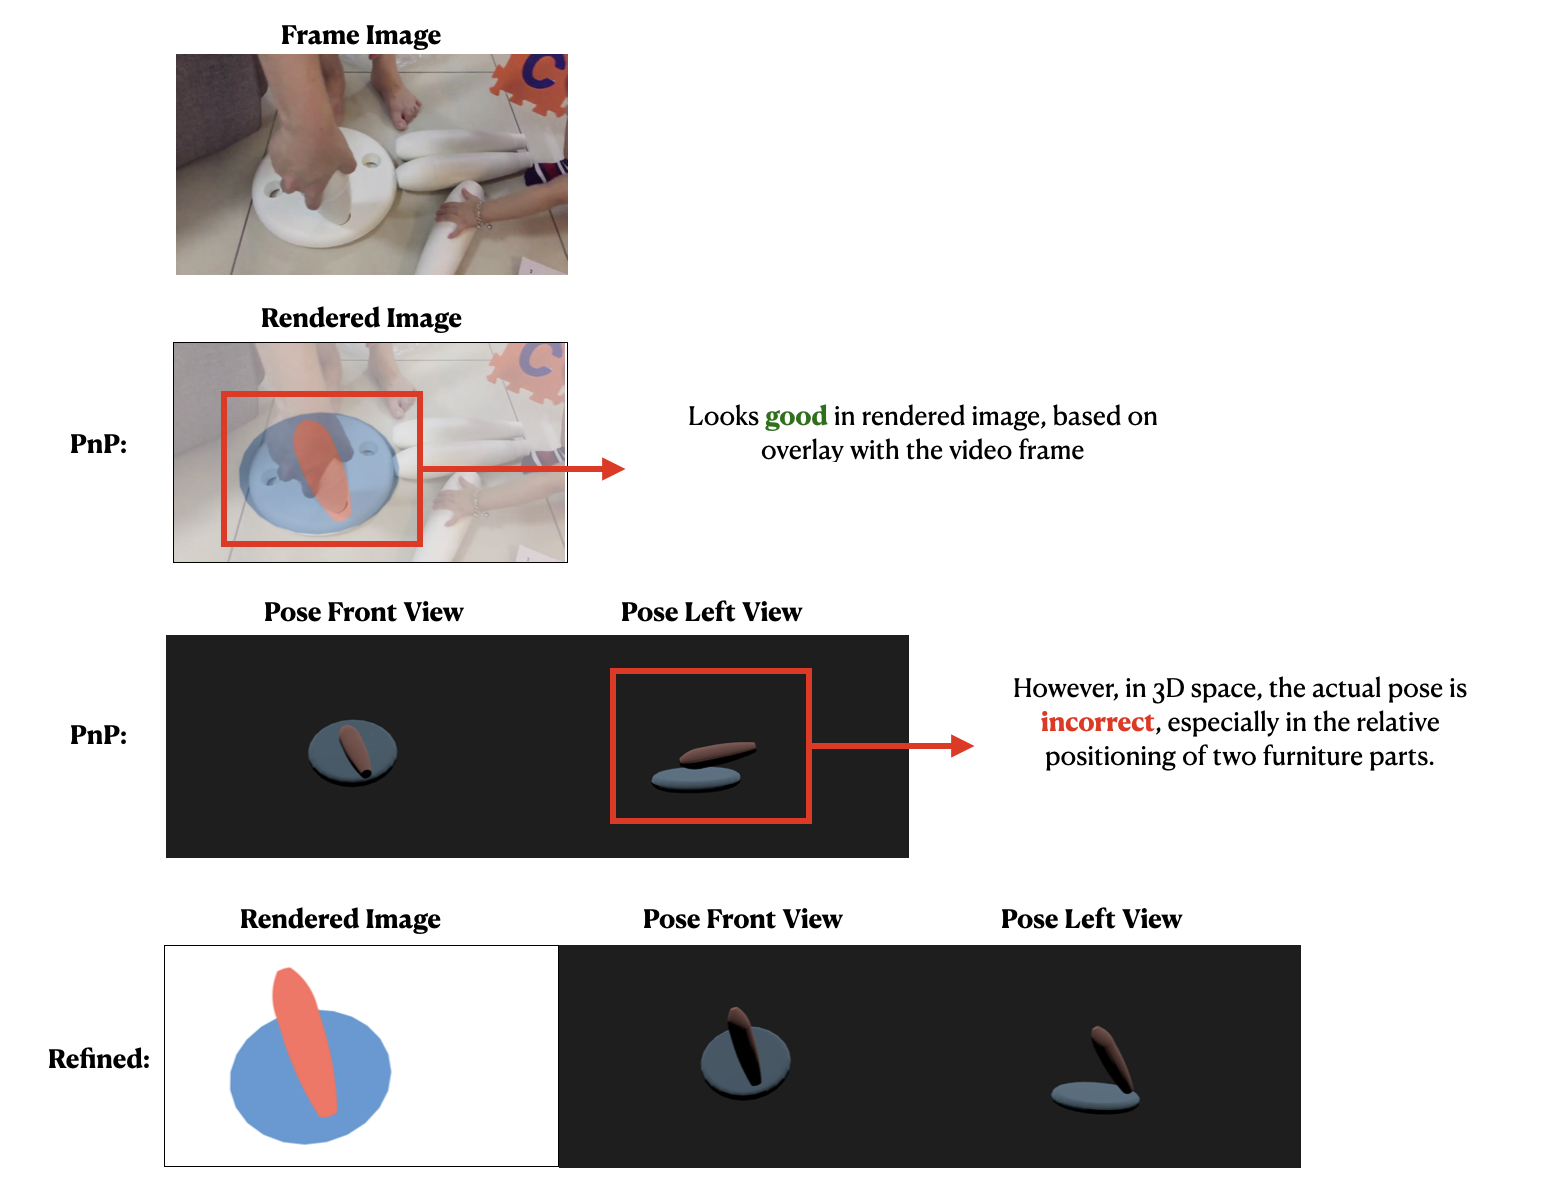 Frame Image
C
Rendered Image
C
PnP:
Looks good in rendered image, based on
overlay with the video frame
Pose Front View
Pose Left View
PnP:
However, in 3D space, the actual pose is
incorrect, especially in the relative
positioning of two furniture parts.
Rendered Image
Pose Front View
Pose Left View
Refined: